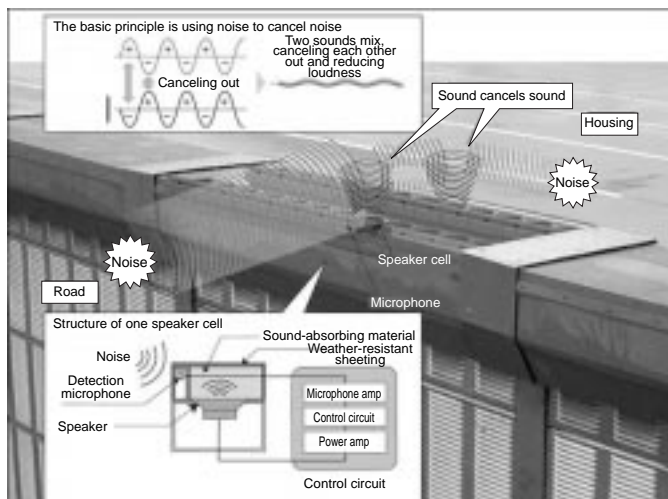 The basic principle is using noise to cancel noise
Two sounds mix,
canceling each other
out and reducing
loudness
Canceling out
Sound cancels sound
Housing
Noise
Noise
Speaker cell
Road
Microphone
Structure of one speaker cell
Sound-absorbing material
Weather-resistant
sheeting
Noise
Detection
microphone
Microphone amp
Control circuit
Speaker
Power amp
Control circuit